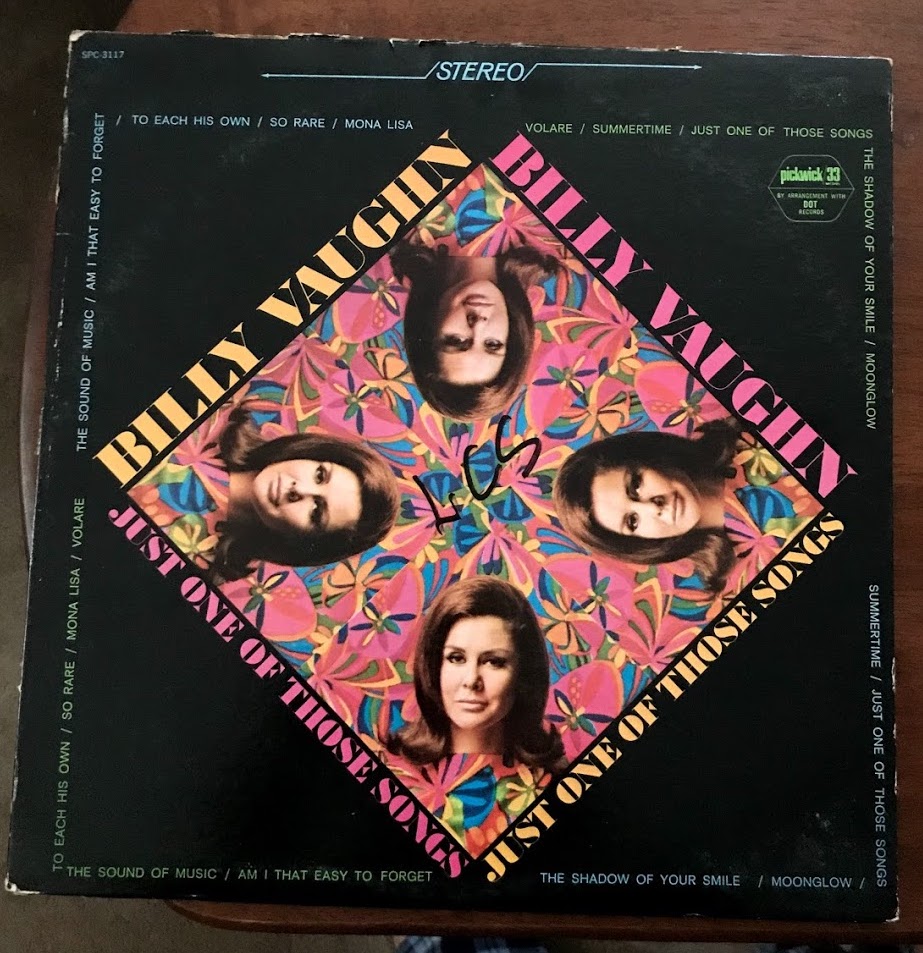 SPC-3117
STEREO
/ TO EACH HIS OWN / SO RARE / MONA LISA
VOLARE / SUMMERTIME / JUST ONE OF THOSE SONGS
THE SOUND OF MUSIC / AM I THAT EASY TO FORGET
THE SHADOW OF YOUR SMILE / MOONGLOW
pickwick/33
BY ARRANGEMENT WITH
DOT
RECORDS
BILLY VAUGHN
BILLY VAUGHN
LCS
JUST ONE OF THOSE SONGS
JUST ONE OF THOSE SONGS
TO EACH HIS OWN / SO RARE / MONA LISA / VOLARE
SUMMERTIME / JUST ONE OF THOSE SONGS
THE SOUND OF MUSIC / AM I THAT EASY TO FORGET
THE SHADOW OF YOUR SMILE / MOONGLOW /